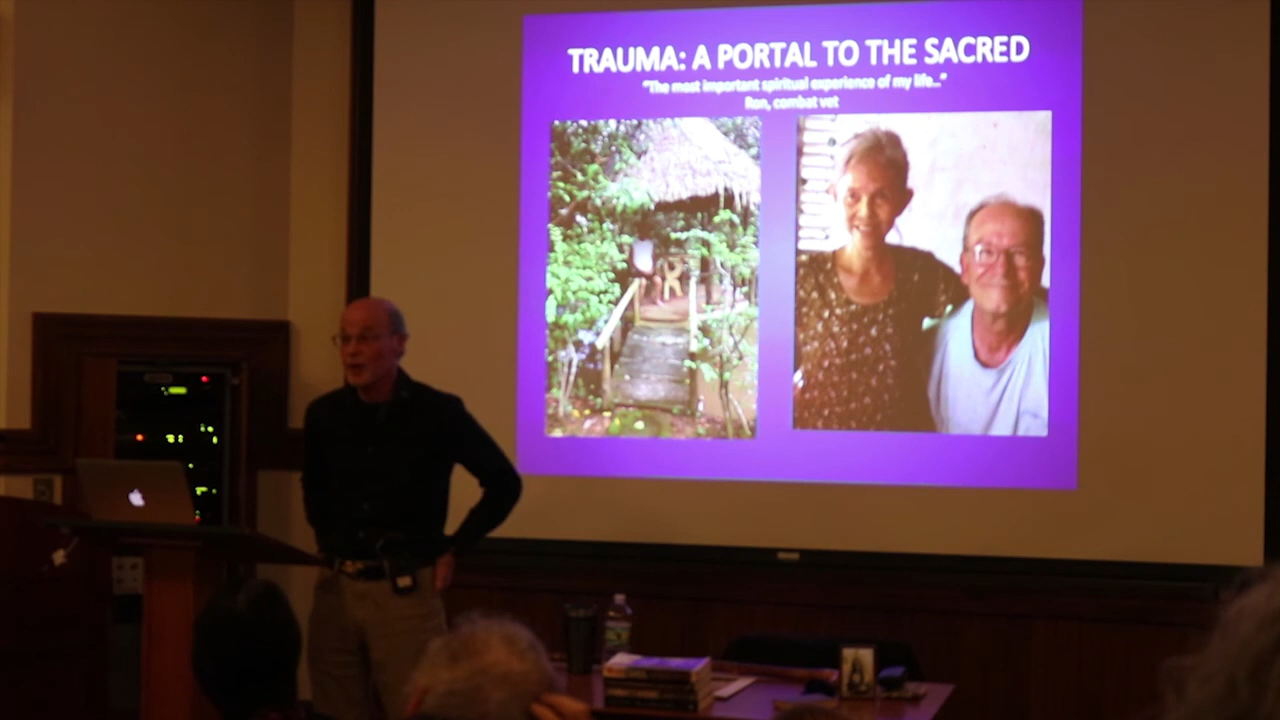 TRAUMA: A PORTAL TO THE SACRED
"The most important spiritual experience of my life..."
Ron, combat vet